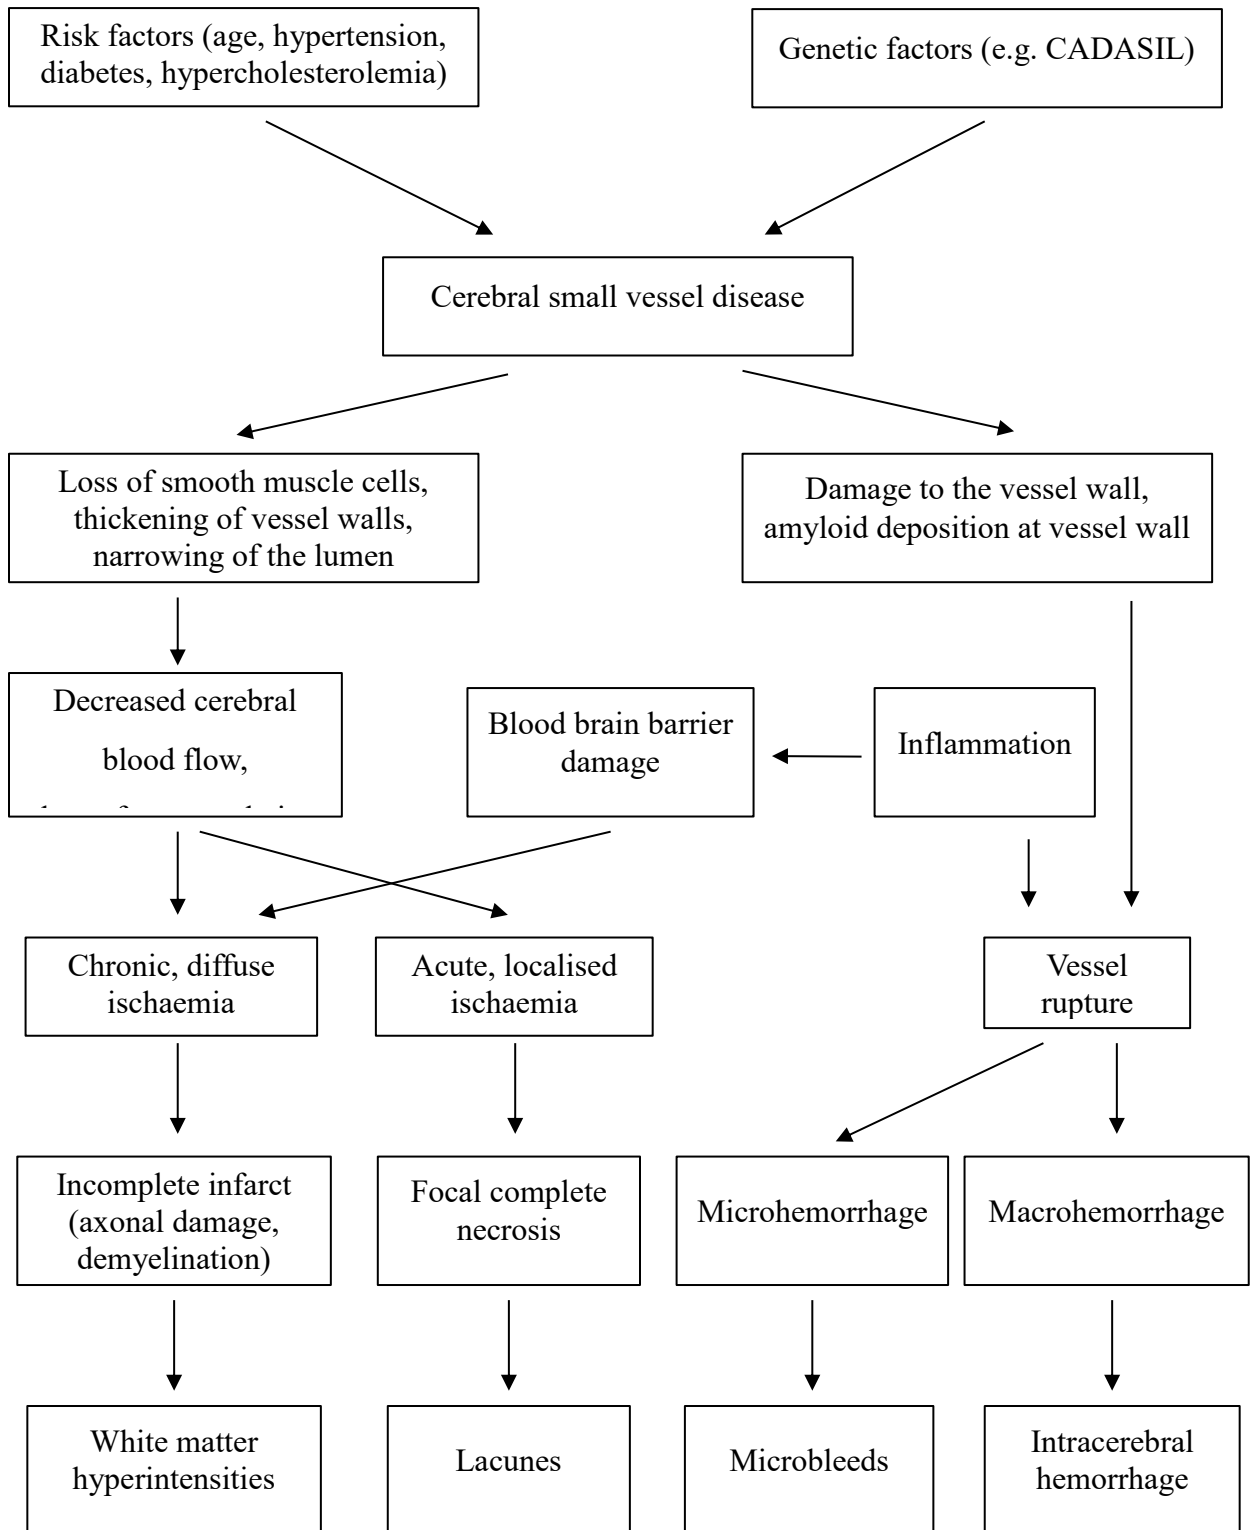 Risk factors (age, hypertension,
diabetes, hypercholesterolemia)
Genetic factors (e.g. CADASIL)
Cerebral small vessel disease
Loss of smooth muscle cells,
thickening of vessel walls,
narrowing of the lumen
Damage to the vessel wall,
amyloid deposition at vessel wall
Decreased cerebral
blood flow,
Blood brain barrier
damage
Inflammation
Chronic, diffuse
ischaemia
Acute, localised
ischaemia
Vessel
rupture
Incomplete infarct
(axonal damage,
demyelination)
Focal complete
necrosis
Microhemorrhage
Macrohemorrhage
White matter
hyperintensities
Lacunes
Microbleeds
Intracerebral
hemorrhage